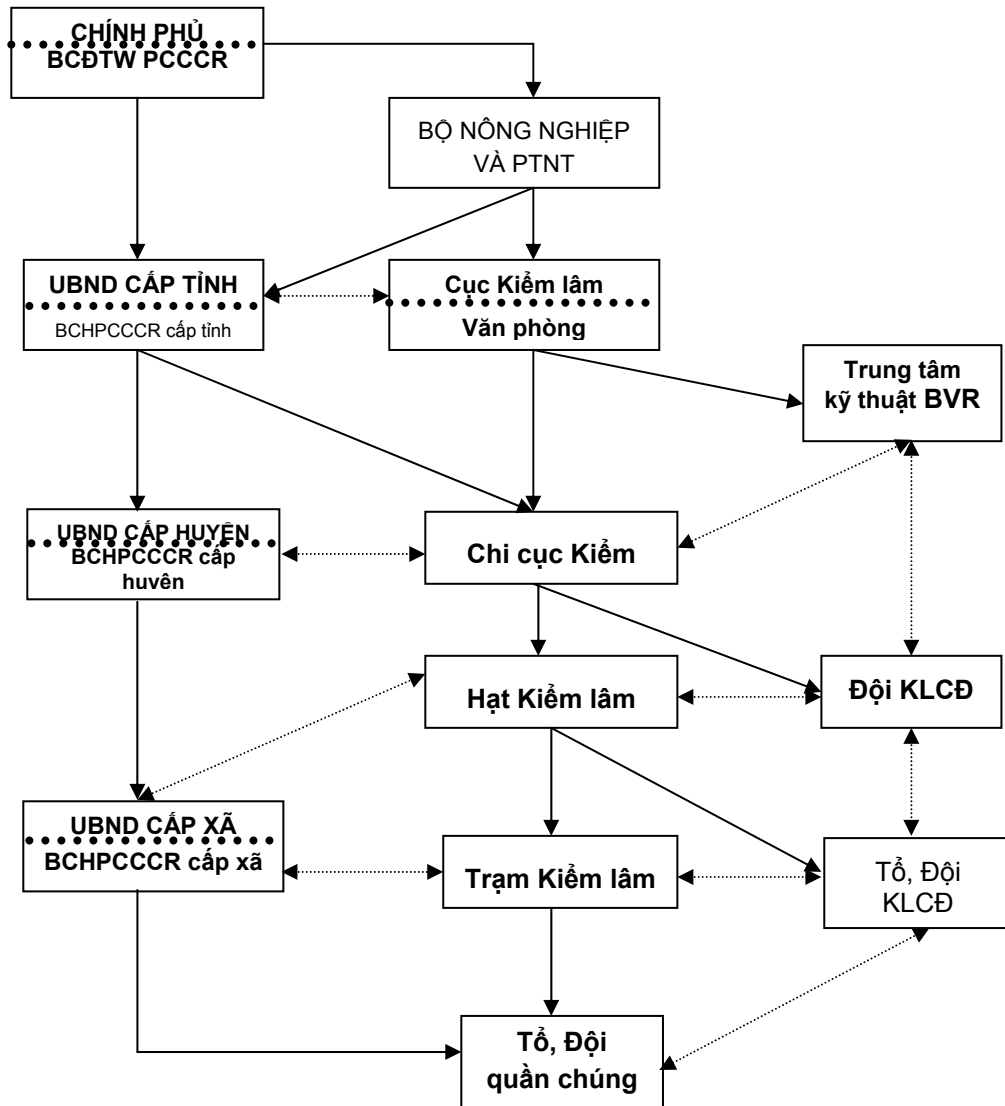 CHÍNH PHỦ
BCĐTW PCCCR
BỘ NÔNG NGHIỆP
VÀ PTNT
UBND CẤP TỈNH
BCHPCCCR cấp tỉnh
Cục Kiểm lâm
Văn phòng
Trung tâm
kỹ thuật BVR
UBND CẤP HUYỆN
BCHPCCCR cấp
huyện
Chi cục Kiểm
Hạt Kiểm lâm
Đội KLCĐ
UBND CẤP XÃ
BCHPCCCR cấp xã
Trạm Kiểm lâm
Tổ, Đội
KLCĐ
Tổ, Đội
quần chúng